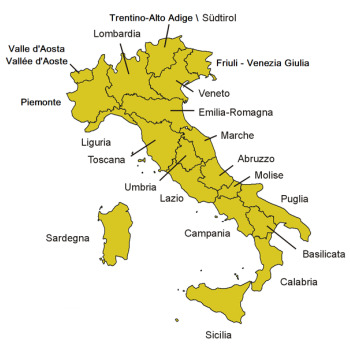 Trentino-Alto Adige \ Südtirol
Lombardia
Valle d'Aosta
Vallée d'Aoste
Friuli - Venezia Giulia
Piemonte
Veneto
Emilia-Romagna
Liguria
Marche
Toscana
Abruzzo
Molise
Umbria
Lazio
Puglia
Campania
Sardegna
Basilicata
Calabria
Sicilia